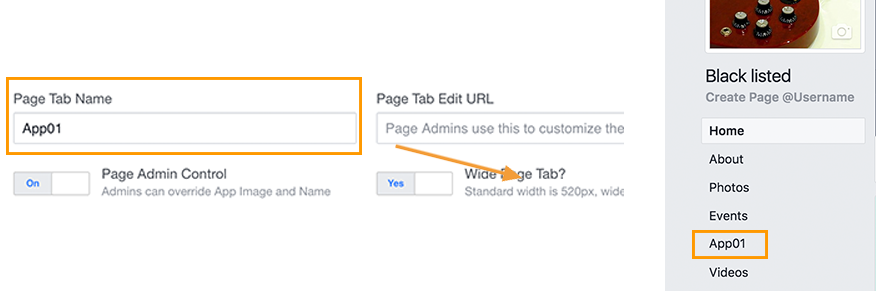 Page Tab Name
App01
On
Page Admin Control
Admins can override App Image and Name
Page Tab Edit URL
Page Admins use this to customize the
Yes
Wide Page Tab?
Standard width is 520px, wide
Black listed
Create Page @Username
Home
About
Photos
Events
App01
Videos